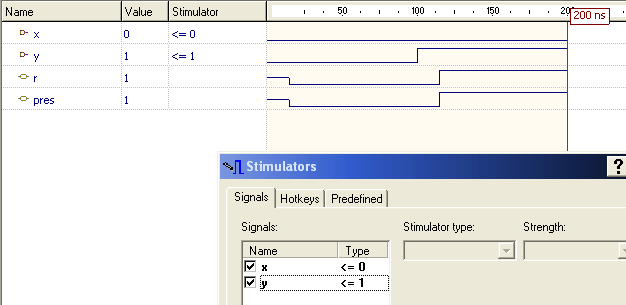 Name Value Stimulator 50 100 150 20
200 ns
x 0 <= 0
y 1 <= 1
r 1
pres 1
Stimulators ?
Signals Hotkeys Predefined
Signals: Stimulator type: Strength:
Name Type
x <= 0
y <= 1